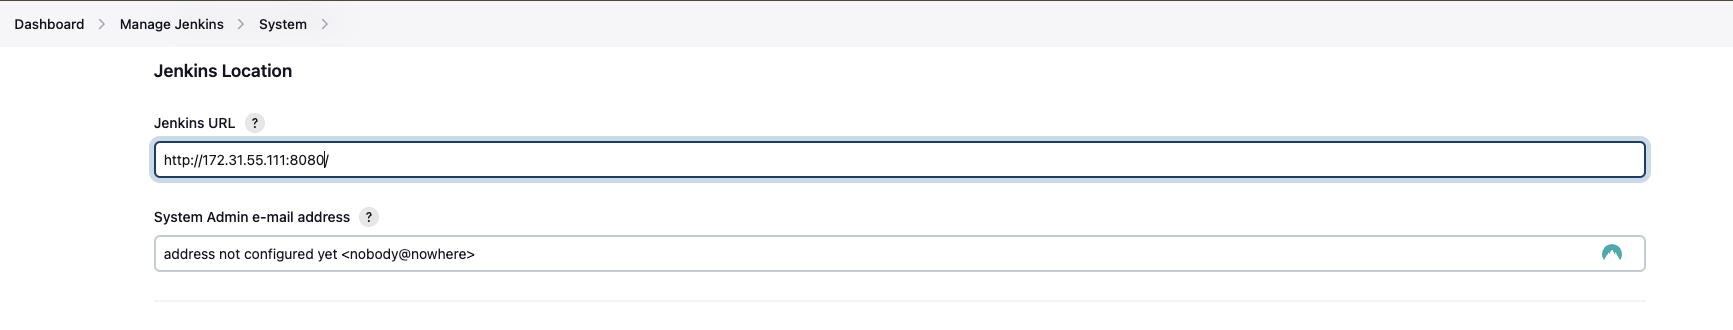 Dashboard > Manage Jenkins > System >
Jenkins Location
Jenkins URL ?
http://172.31.55.111:8080/
System Admin e-mail address ?
address not configured yet <nobody@nowhere>